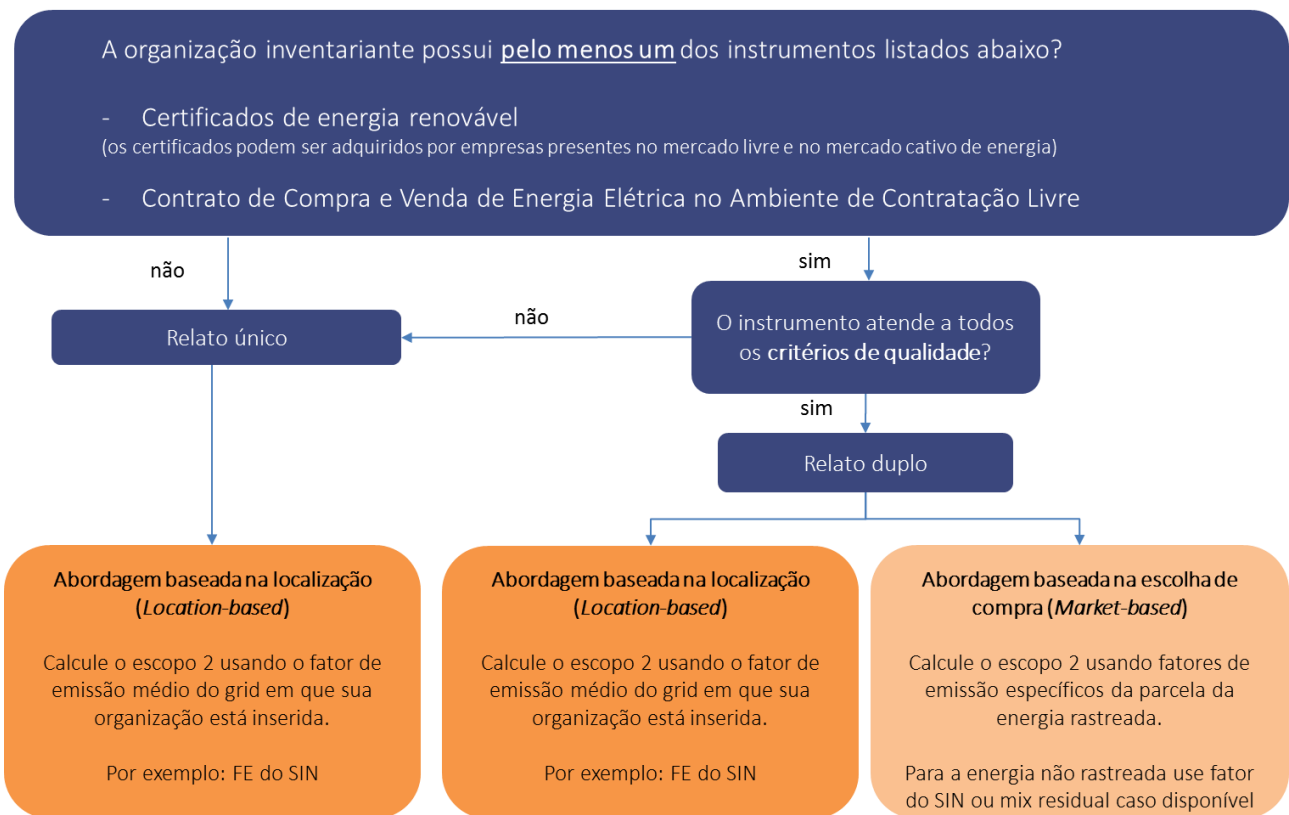 A organização inventariante possui pelo menos um dos instrumentos listados abaixo?
- Certificados de energia renovável
(os certificados podem ser adquiridos por empresas presentes no mercado livre e no mercado cativo de energia)
- Contrato de Compra e Venda de Energia Elétrica no Ambiente de Contratação Livre
não
sim
Relato único
não
O instrumento atende a todos
os critérios de qualidade?
sim
Relato duplo
Abordagem baseada na localização
(Location-based)
Calcule o escopo 2 usando o fator de
emissão médio do grid em que sua
organização está inserida.
Por exemplo: FE do SIN
Abordagem baseada na localização
(Location-based)
Calcule o escopo 2 usando o fator de
emissão médio do grid em que sua
organização está inserida.
Por exemplo: FE do SIN
Abordagem baseada na escolha de
compra (Market-based)
Calcule o escopo 2 usando fatores de
emissão específicos da parcela da
energia rastreada.
Para a energia não rastreada use fator
do SIN ou mix residual caso disponível